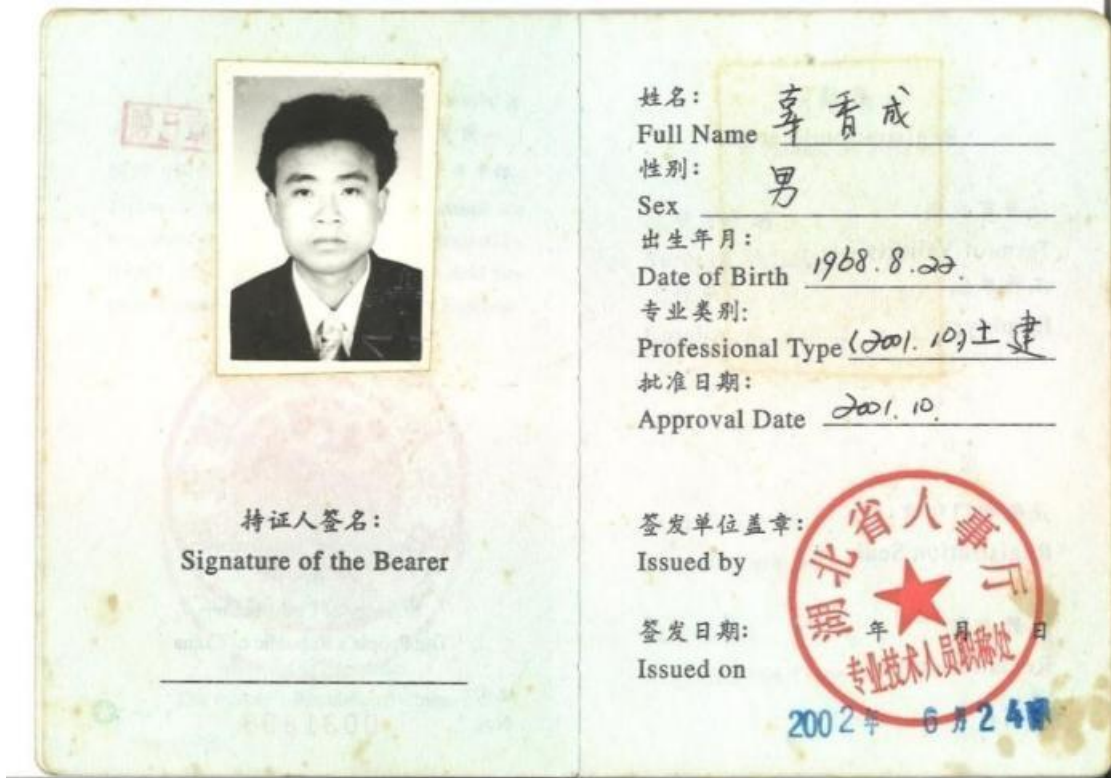 持证人签名：
Signature of the Bearer
姓名：
Full Name 香成
性别：
Sex 男
出生年月：
Date of Birth 1968.8.22.
专业类别：
Professional Type (2001.10)土建
批准日期：
Approval Date 2001.10.
签发单位盖章：
Issued by
湖北省人事厅
专业技术人员职称处
签发日期： 年 月 日
Issued on
2002年 6月24日